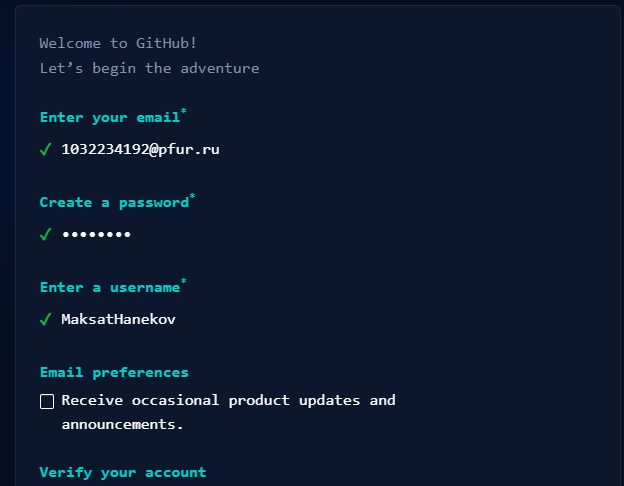 Welcome to GitHub!
Let’s begin the adventure
Enter your email*
✓ 1032234192@pfur.ru
Create a password*
✓ ••••••••
Enter a username*
✓ MaksatHanekov
Email preferences
Receive occasional product updates and
announcements.
Verify your account